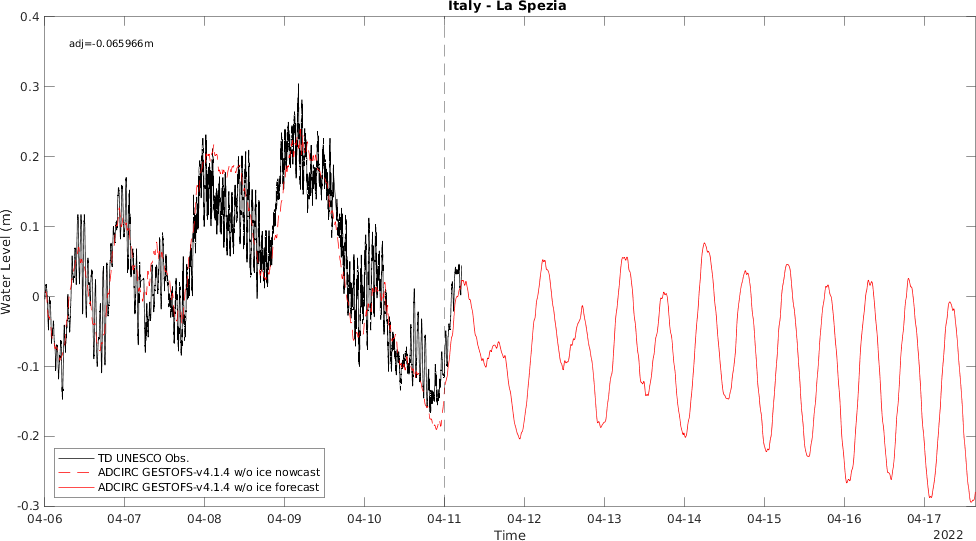 Italy - La Spezia
adj=-0.065966m
Water Level (m)
0.4
0.3
0.2
0.1
0
-0.1
-0.2
-0.3
TD UNESCO Obs.
ADCIRC GESTOFS-v4.1.4 w/o ice nowcast
ADCIRC GESTOFS-v4.1.4 w/o ice forecast
04-06 04-07 04-08 04-09 04-10 04-11 04-12 04-13 04-14 04-15 04-16 04-17
Time
2022